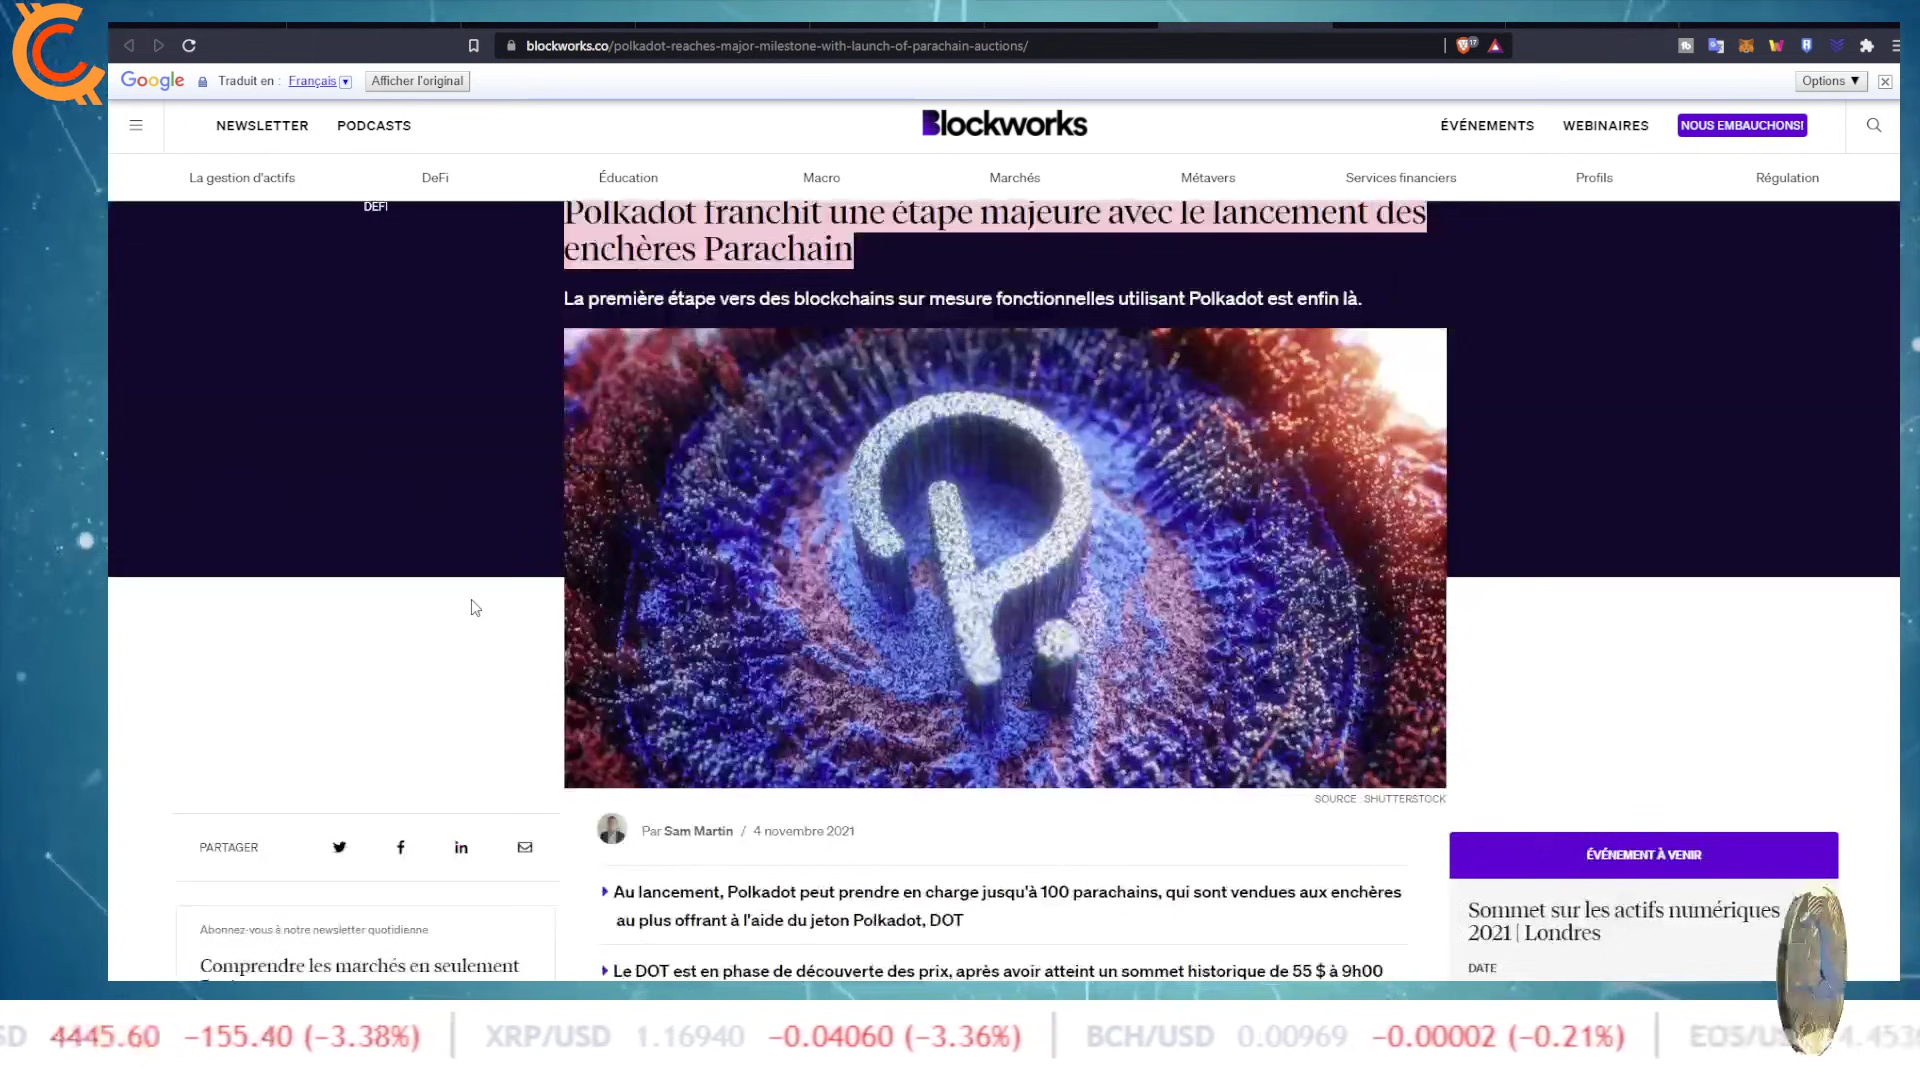 blockworks.co/polkadot-reaches-major-milestone-with-launch-of-parachain-auctions/
17
Google Traduit en : Français Afficher l'original Options
NEWSLETTER PODCASTS Blockworks ÉVÉNEMENTS WEBINAIRES NOUS EMBAUCHONS!
La gestion d'actifs DeFi Éducation Macro Marchés Métavers Services financiers Profils Régulation
DEFI
Polkadot franchit une étape majeure avec le lancement des
enchères Parachain
La première étape vers des blockchains sur mesure fonctionnelles utilisant Polkadot est enfin là.
SOURCE : SHUTTERSTOCK
Par Sam Martin / 4 novembre 2021
PARTAGER
ÉVÉNEMENT À VENIR
Au lancement, Polkadot peut prendre en charge jusqu'à 100 parachains, qui sont vendues aux enchères
au plus offrant à l'aide du jeton Polkadot, DOT
Sommet sur les actifs numériques
2021 | Londres
Abonnez-vous à notre newsletter quotidienne
Comprendre les marchés en seulement
Le DOT est en phase de découverte des prix, après avoir atteint un sommet historique de 55 $ à 9h00
DATE
SD 4445.60 -155.40 (-3.38%) XRP/USD 1.16940 -0.04060 (-3.36%) BCH/USD 0.00969 -0.00002 (-0.21%) EOS/US